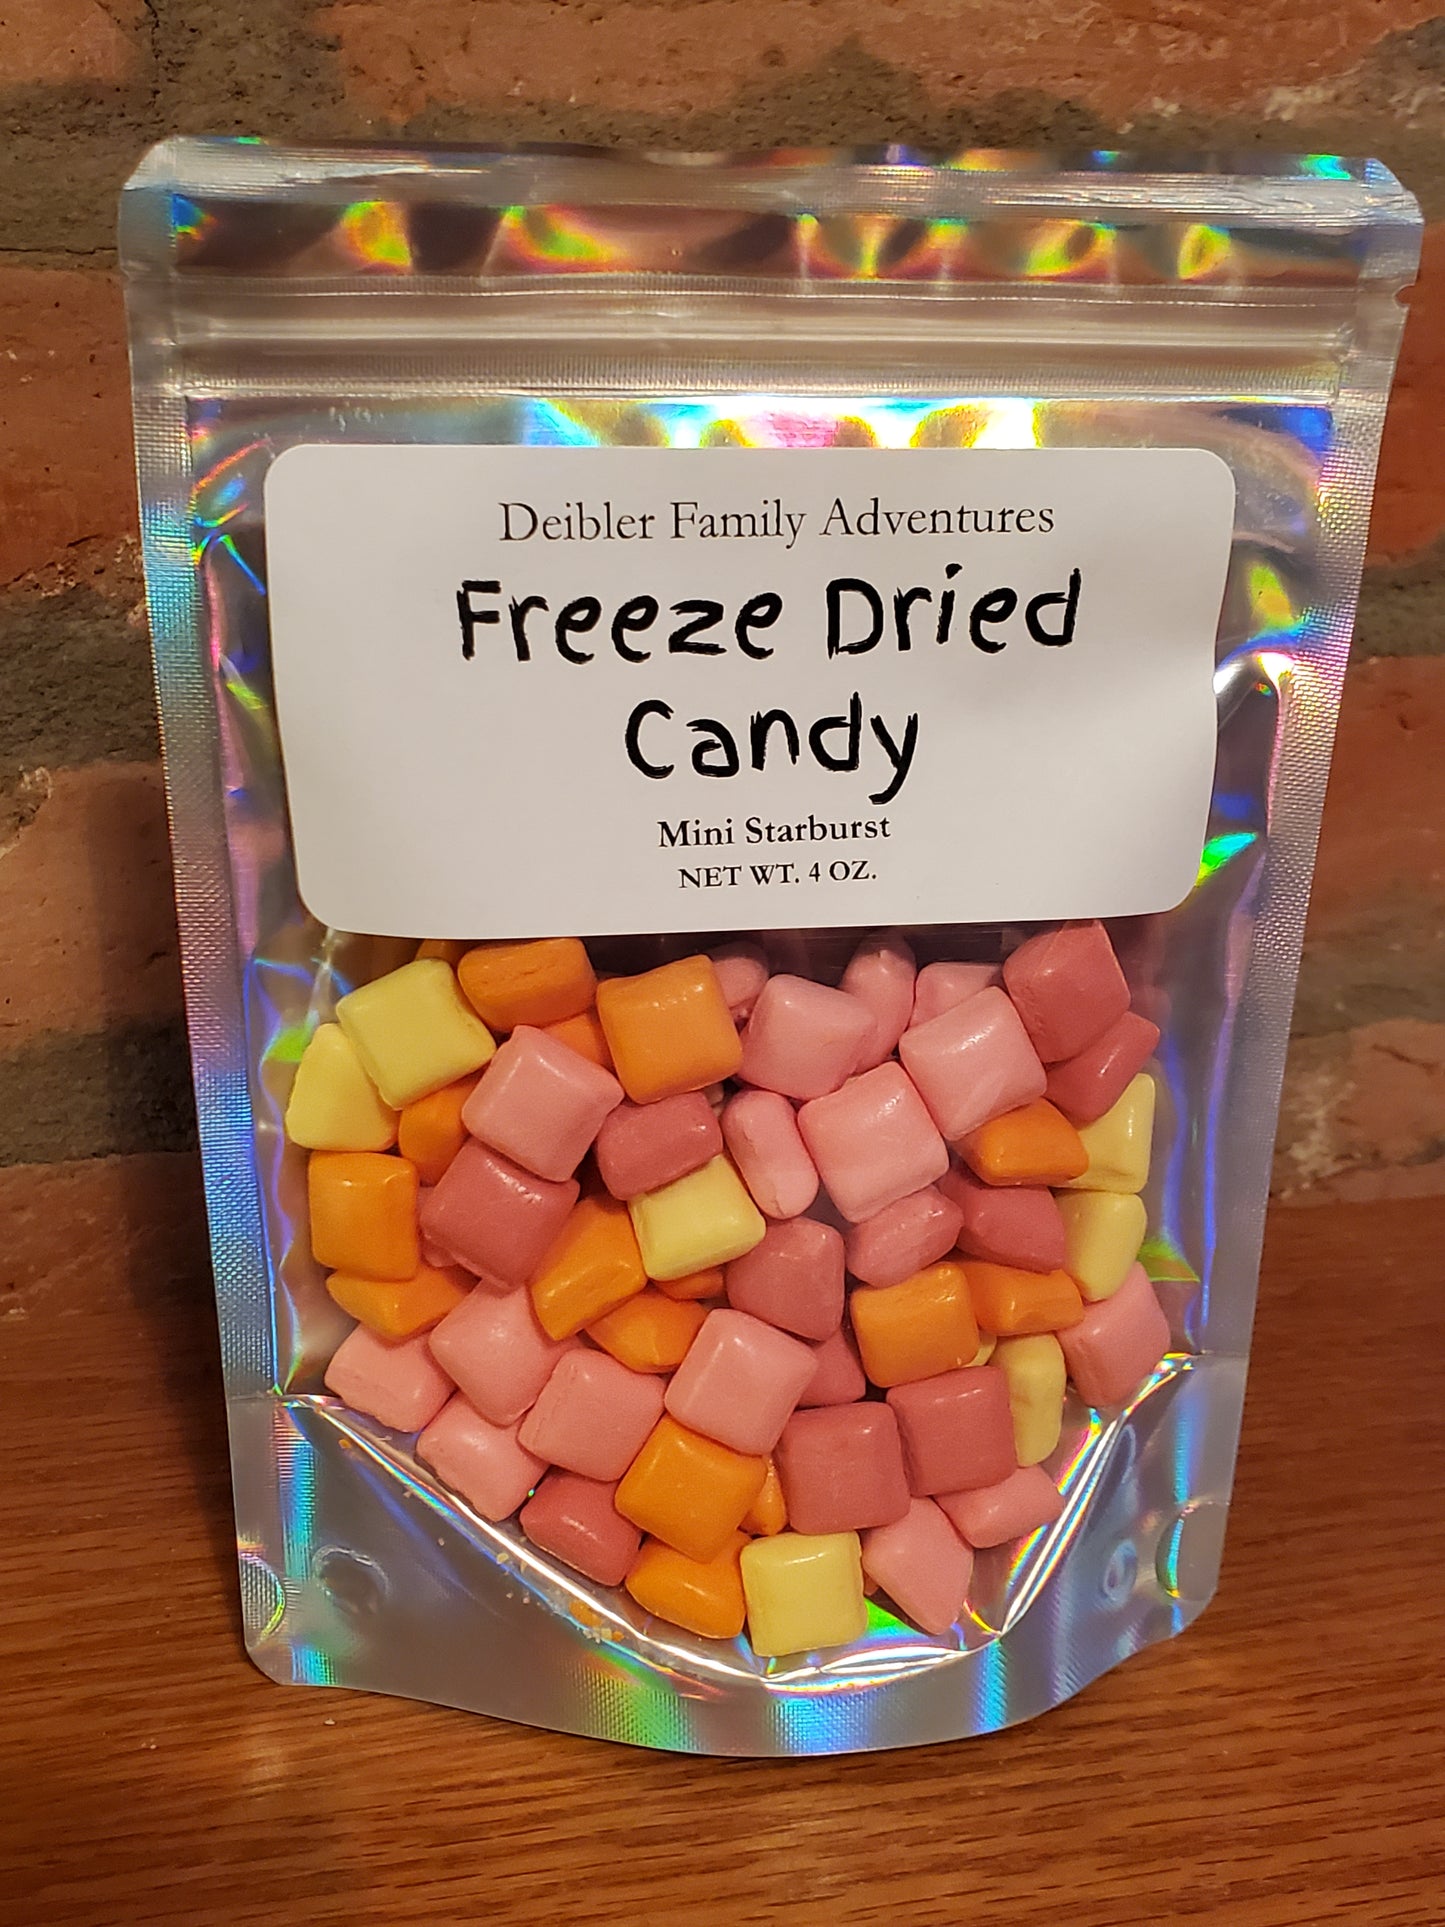 Deibler Family Adventures
Freeze Dried
Candy
Mini Starburst
NET WT. 4 OZ.